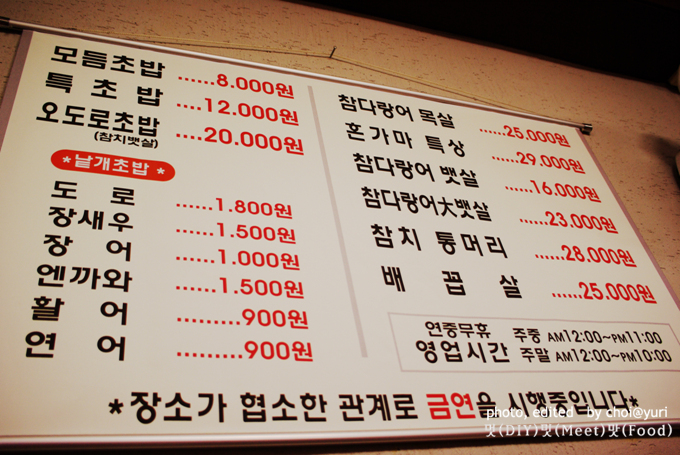 모듬초밥 ......8.000원
특 초 밥 ......12.000원
오도로초밥 ....20.000원
(참치뱃살)
*낱개초밥*
도 로 ......1.800원
장새우 ......1.500원
장 어 ......1.000원
엔까와 ......1.500원
활 어 .........900원
연 어 .........900원
참다랑어 목살 ......25.000원
혼가마 특상 ......29.000원
참다랑어 뱃살 ......16.000원
참다랑어大뱃살 ......23.000원
참치 통머리 ......28.000원
배 꼽 살 ......25.000원
연중무휴 주중 AM12:00~PM11:00
영업시간 주말 AM12:00~PM10:00
*장소가 협소한 관계로 금연을 시행중입니다*
photo, edited by choi@yuri
멋(DIY)멋(Meet)맛(Food)